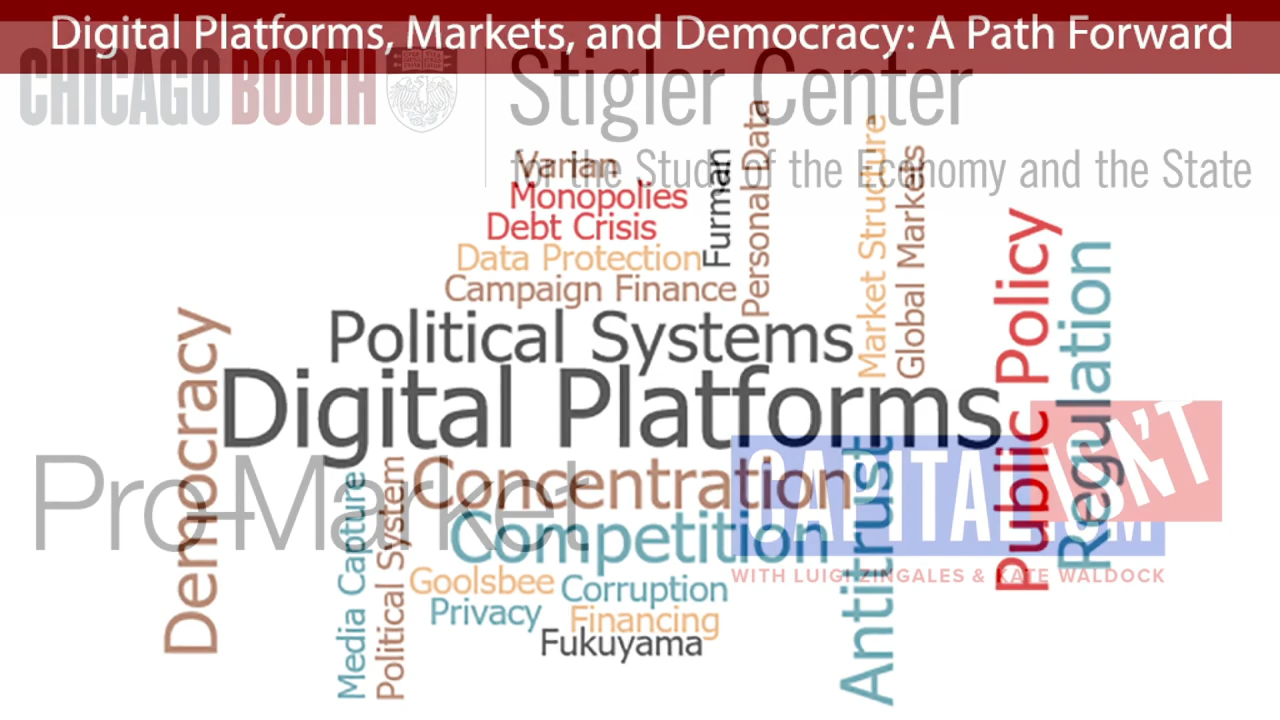 Digital Platforms, Markets, and Democracy: A Path Forward
CHICAGO BOOTH
Stigler Center
for the Study of the Economy and the State
Varian
Monopolies
Debt Crisis
Data Protection
Campaign Finance
Furman
Personal Data
Market Structure
Global Markets
Public Policy
Regulation
Political Systems
Digital Platforms
Democracy
Concentration
Competition
Pro-Market
CAPITALISN'T
WITH LUIGI ZINGALES & KATE WALDOCK
Media Capture
Political System
Goolsbee
Corruption
Privacy
Financing
Fukuyama
Antitrust